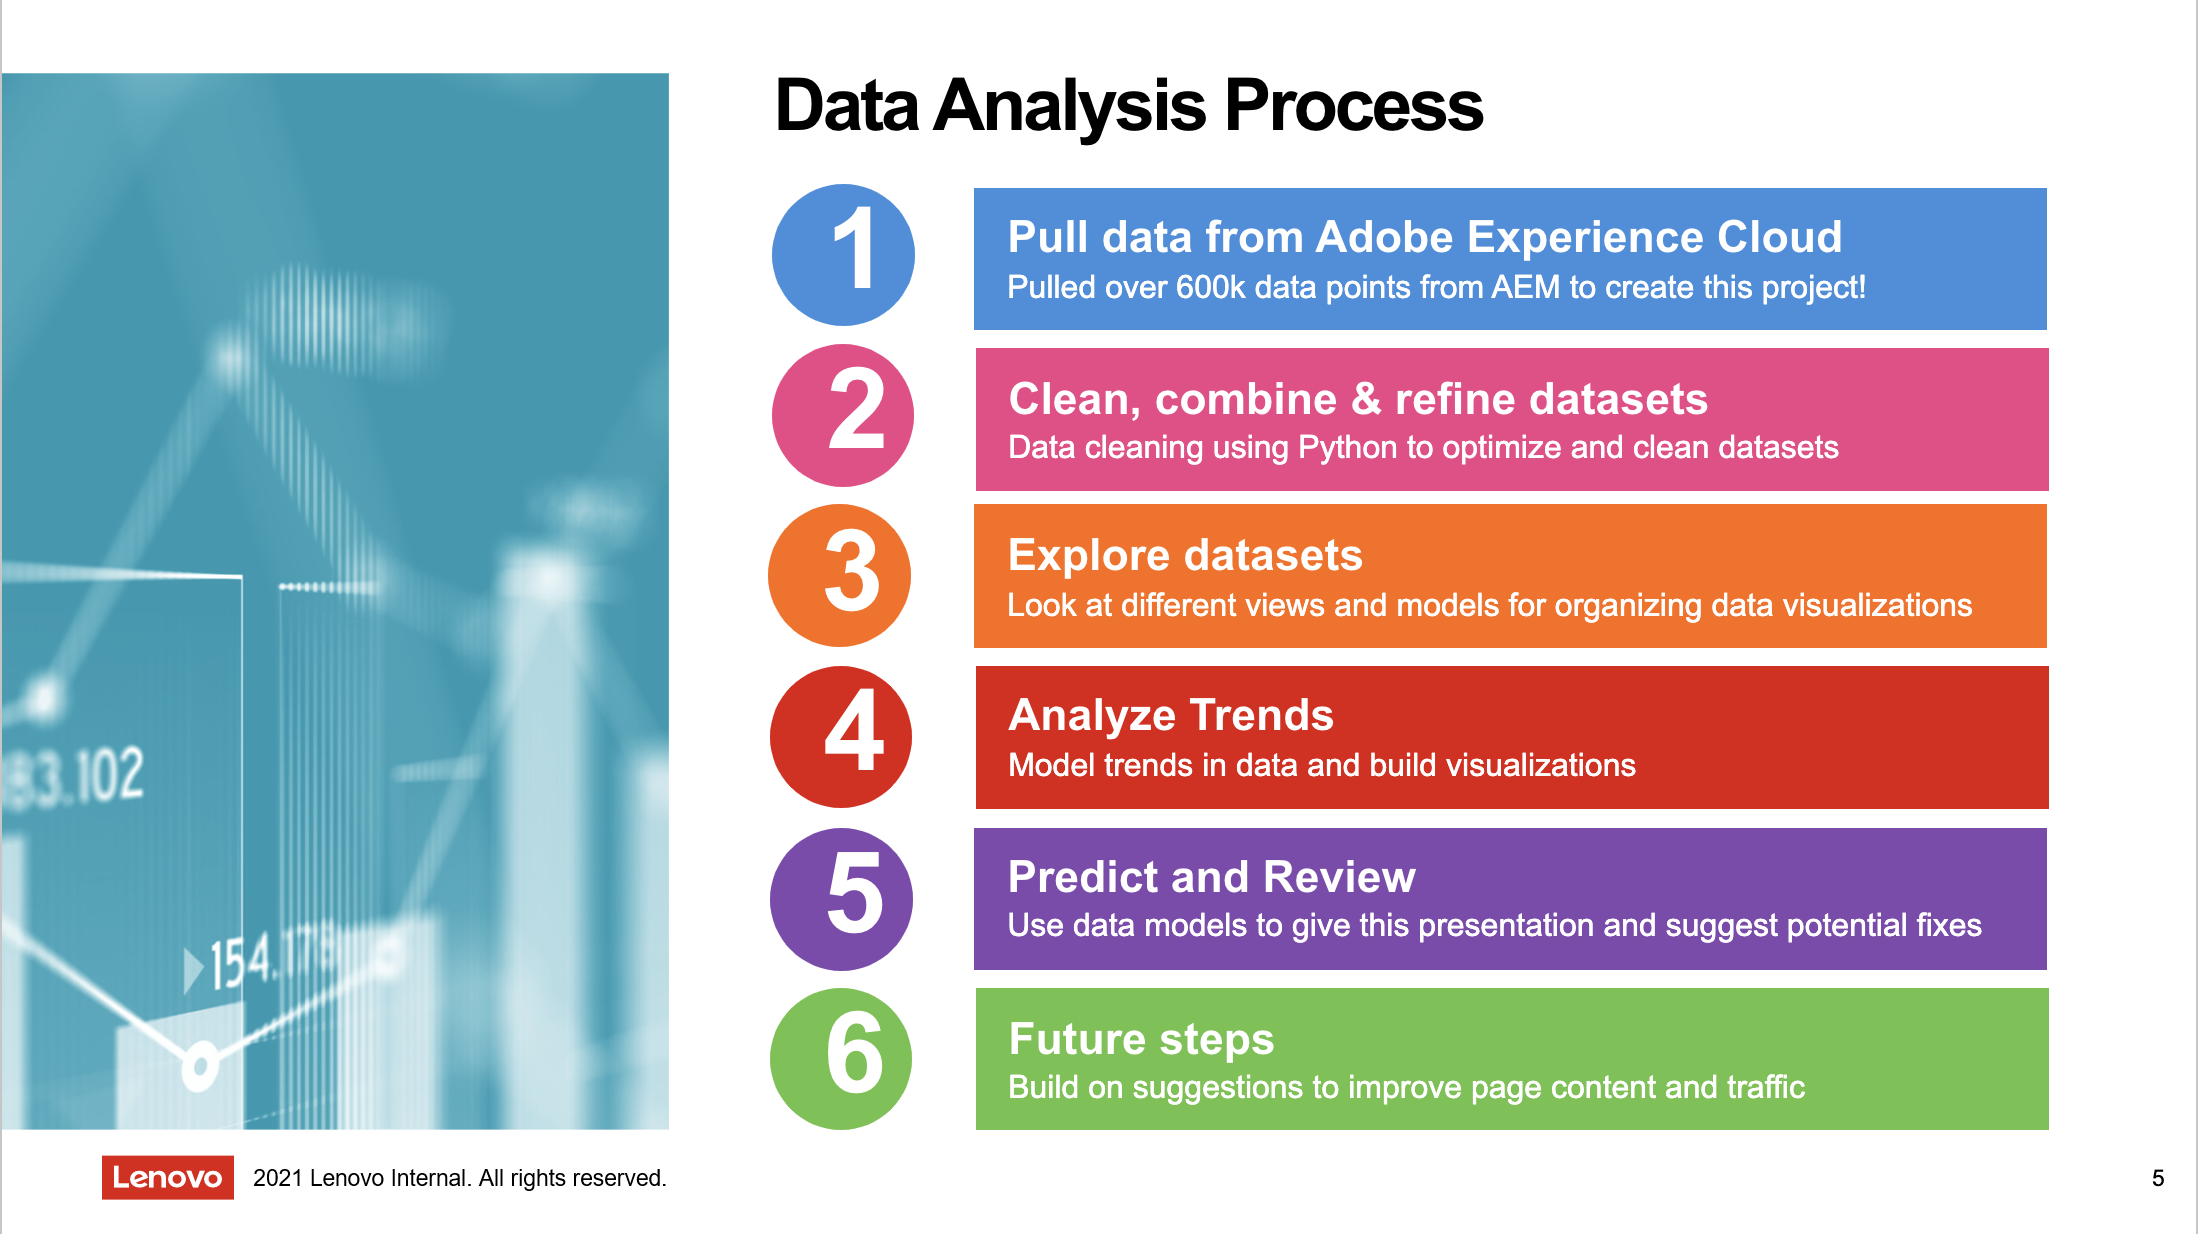 Data Analysis Process
1
Pull data from Adobe Experience Cloud
Pulled over 600k data points from AEM to create this project!
2
Clean, combine & refine datasets
Data cleaning using Python to optimize and clean datasets
3
Explore datasets
Look at different views and models for organizing data visualizations
4
Analyze Trends
Model trends in data and build visualizations
5
Predict and Review
Use data models to give this presentation and suggest potential fixes
6
Future steps
Build on suggestions to improve page content and traffic
83.102
154.178
Lenovo
2021 Lenovo Internal. All rights reserved.
5